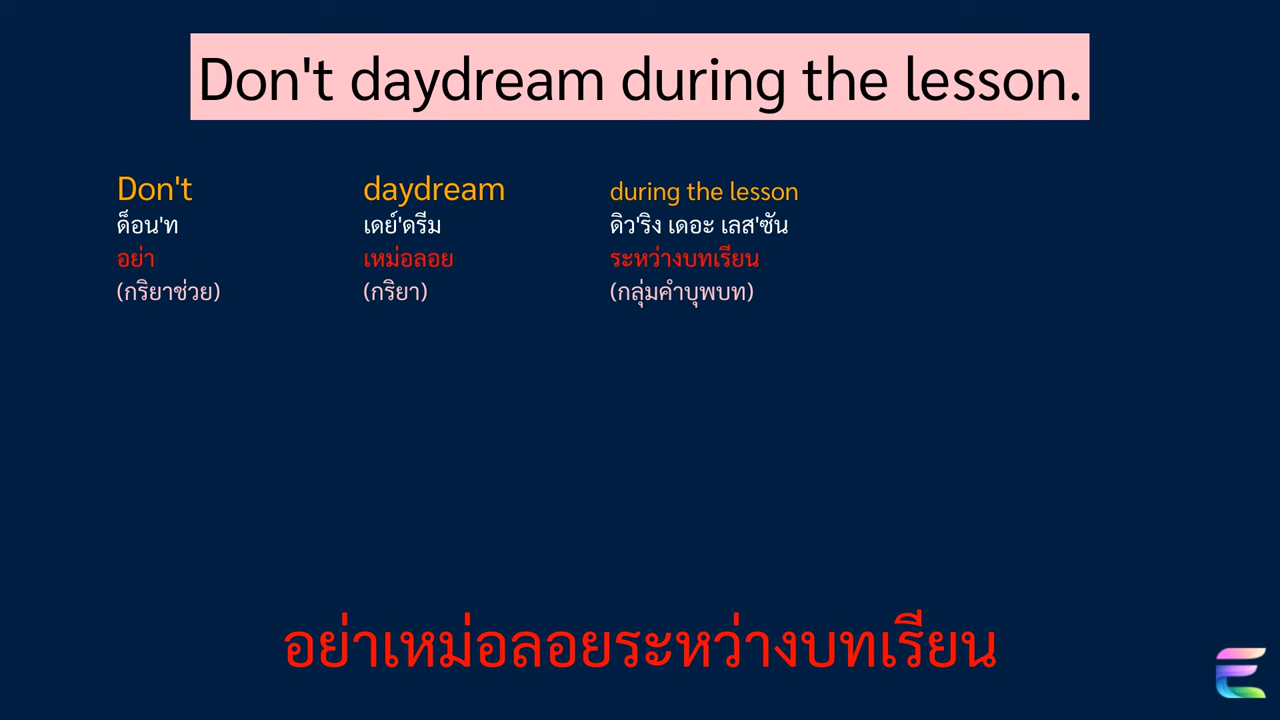 Don't daydream during the lesson.
Don't
ด็อน'ท
อย่า
(กริยาช่วย)
daydream
เดย์'ดรีม
เหม่อลอย
(กริยา)
during the lesson
ดิว'ริง เดอะ เลส'ซัน
ระหว่างบทเรียน
(กลุ่มคำบุพบท)
อย่าเหม่อลอยระหว่างบทเรียน